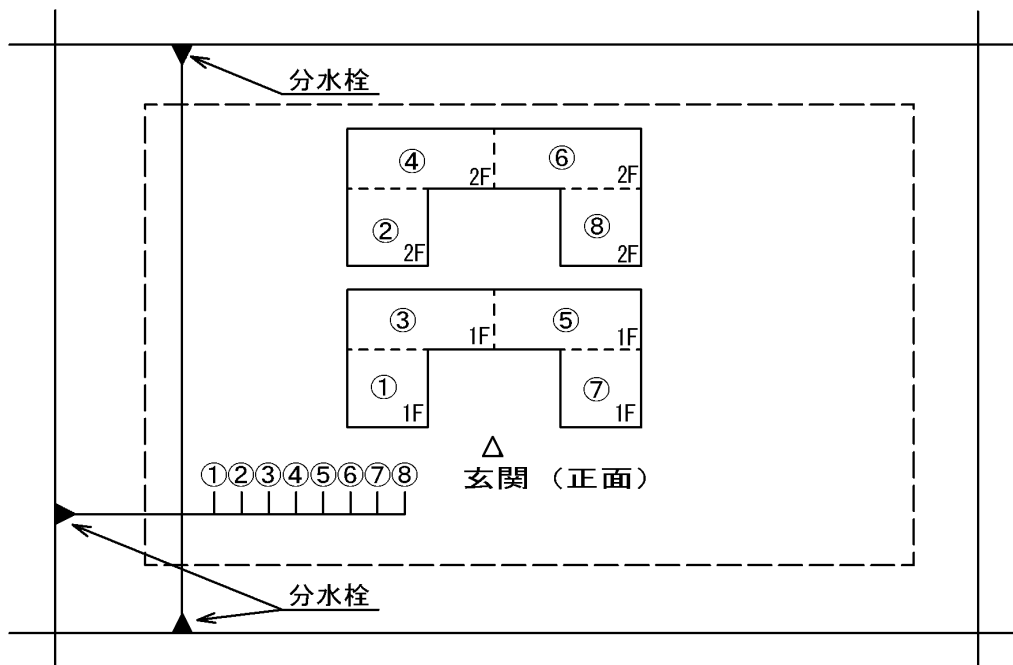 分水栓
④ 2F ⑥ 2F
② 2F ⑧ 2F
③ 1F ⑤ 1F
① 1F ⑦ 1F
玄関（正面）
①②③④⑤⑥⑦⑧
分水栓